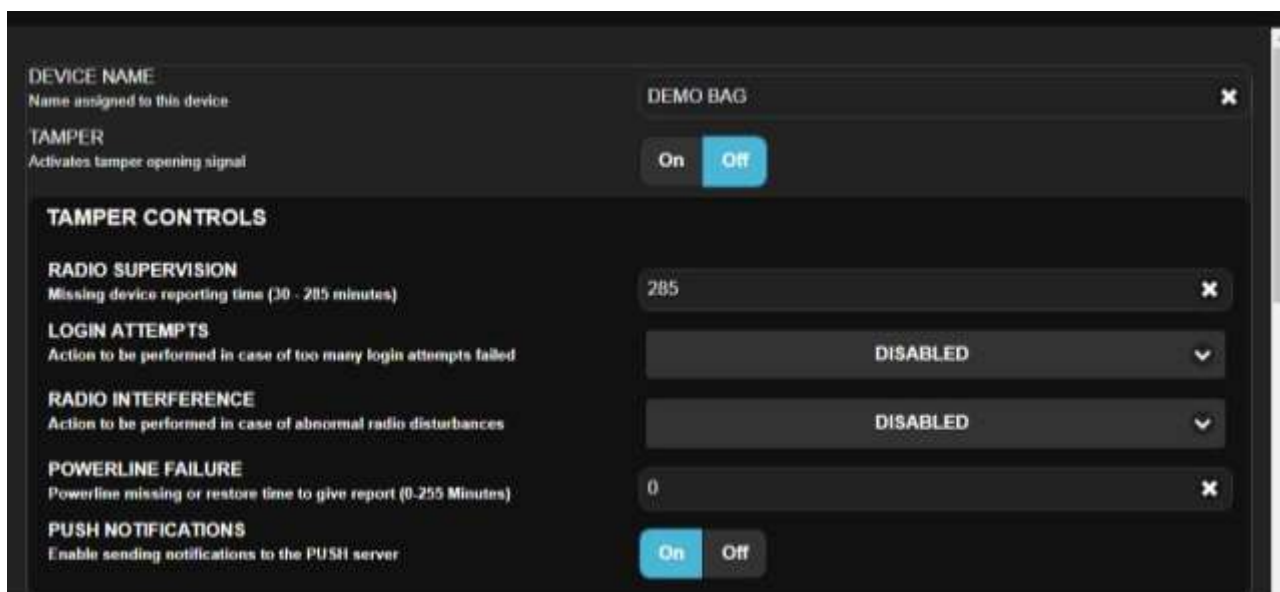 DEVICE NAME
Name assigned to this device
DEMO BAG
TAMPER
Activates tamper opening signal
On Off
TAMPER CONTROLS
RADIO SUPERVISION
Missing device reporting time (30 - 285 minutes)
285
LOGIN ATTEMPTS
Action to be performed in case of too many login attempts failed
DISABLED
RADIO INTERFERENCE
Action to be performed in case of abnormal radio disturbances
DISABLED
POWERLINE FAILURE
Powerline missing or restore time to give report (0-255 Minutes)
0
PUSH NOTIFICATIONS
Enable sending notifications to the PUSH server
On Off